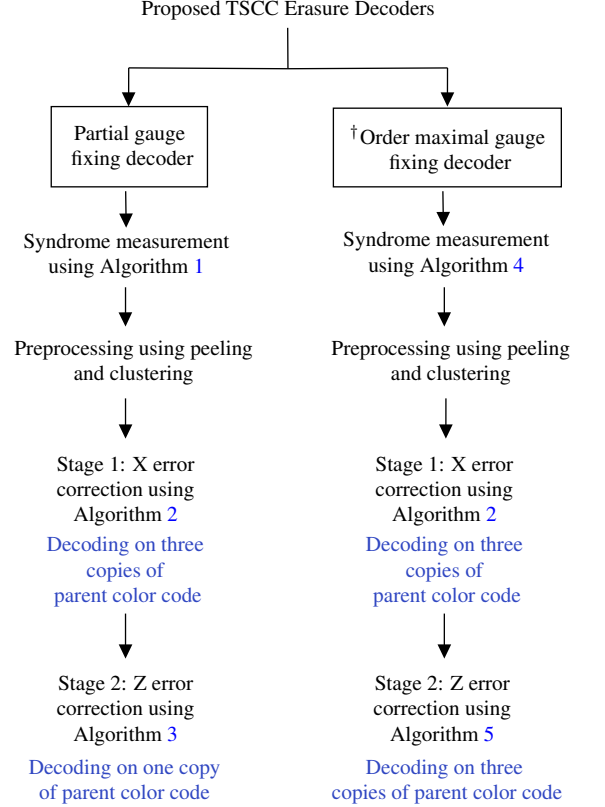 Proposed TSCC Erasure Decoders
Partial gauge
fixing decoder
Syndrome measurement
using Algorithm 1
Preprocessing using peeling
and clustering
Stage 1: X error
correction using
Algorithm 2
Decoding on three
copies of
parent color code
Stage 2: Z error
correction using
Algorithm 3
Decoding on one copy
of parent color code
†Order maximal gauge
fixing decoder
Syndrome measurement
using Algorithm 4
Preprocessing using peeling
and clustering
Stage 1: X error
correction using
Algorithm 2
Decoding on three
copies of
parent color code
Stage 2: Z error
correction using
Algorithm 5
Decoding on three
copies of parent color code